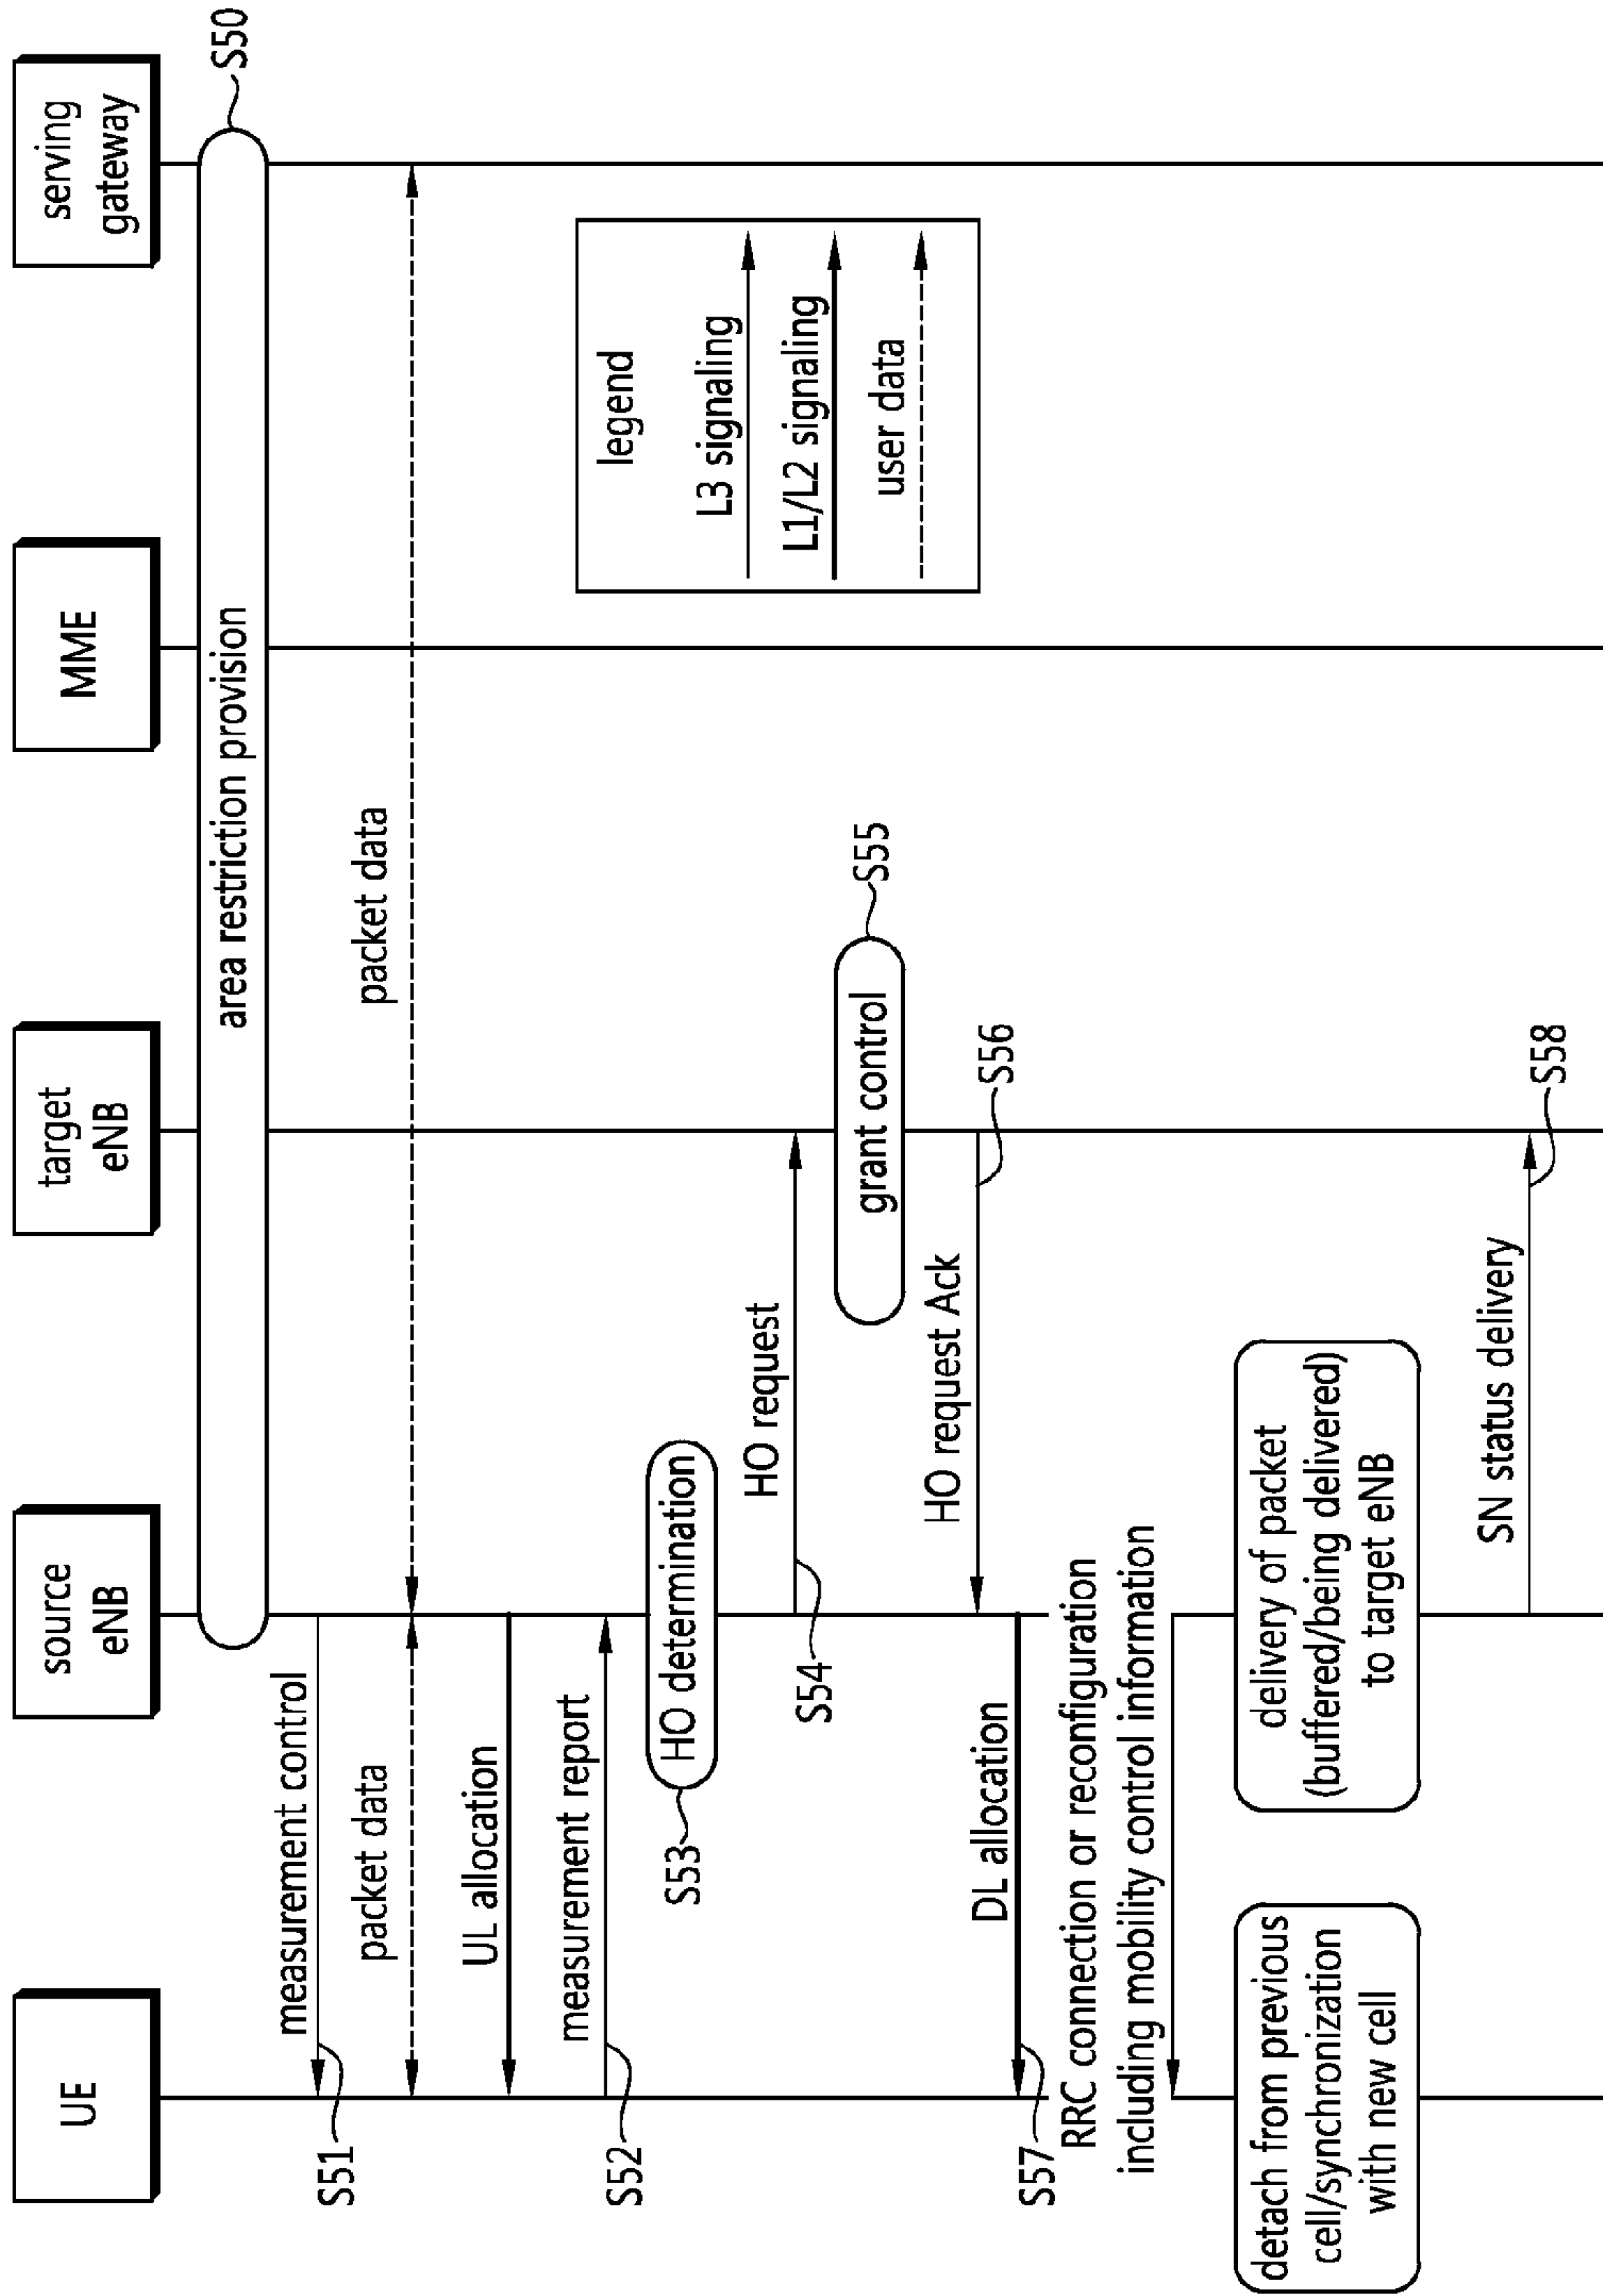 UE
source
eNB
target
eNB
MME
serving
gateway
area restriction provision
S50
measurement control
S51
packet data
packet data
UL allocation
measurement report
S52
HO determination
S53
HO request
S54
grant control
S55
HO request Ack
S56
DL allocation
S57
RRC connection or reconfiguration
including mobility control information
detach from previous
cell/synchronization
with new cell
delivery of packet
(buffered/being delivered)
to target eNB
SN status delivery
S58
legend
L3 signaling
L1/L2 signaling
user data